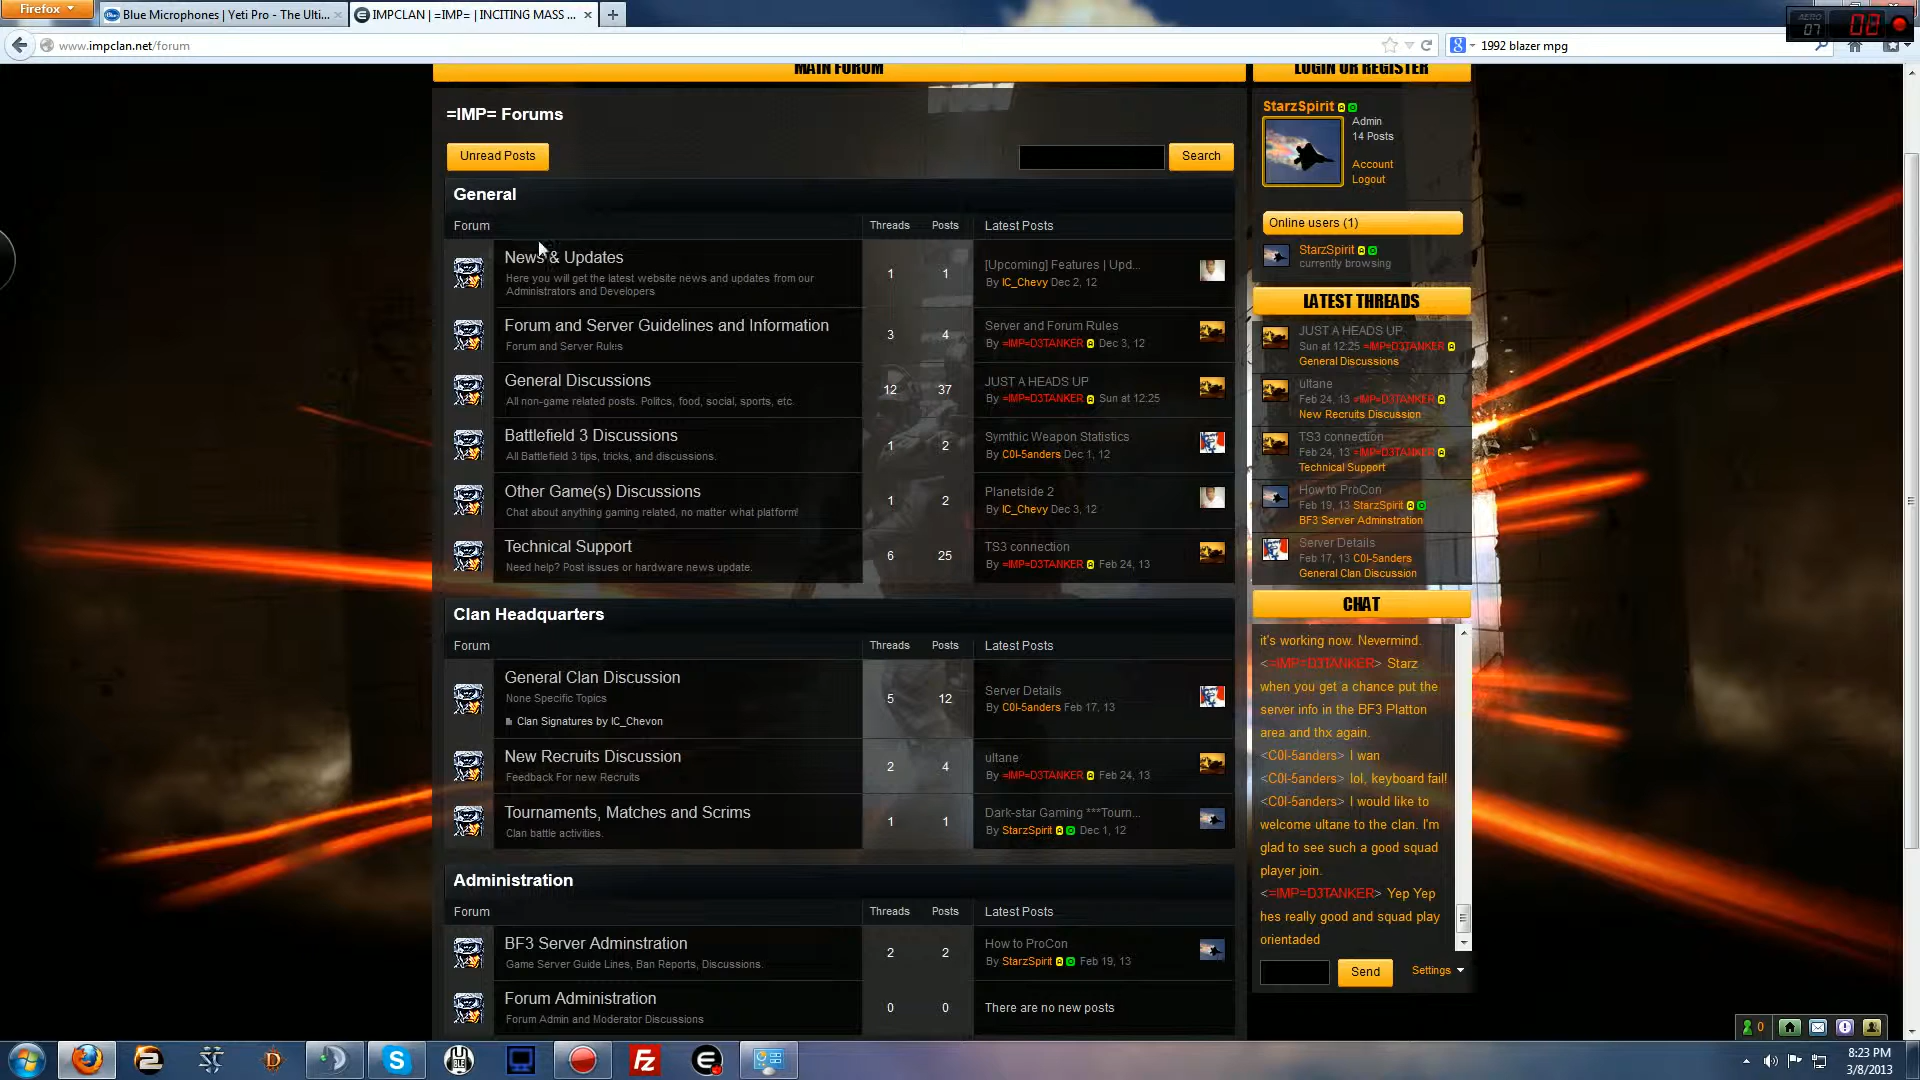 Firefox
Blue Microphones | Yeti Pro - The Ulti...
IMPCLAN | =IMP= | INCITING MASS ...
www.impclan.net/forum
1992 blazer mpg
AERO
07
MAIN FORUM
LOGIN OR REGISTER
=IMP= Forums
Unread Posts
Search
StarzSpirit
Admin
14 Posts
Account
Logout
Online users (1)
StarzSpirit
currently browsing
General
Forum Threads Posts Latest Posts
News & Updates
Here you will get the latest website news and updates from our
Administrators and Developers
1 1
[Upcoming] Features | Upd...
By IC_Chevy Dec 2, 12
Forum and Server Guidelines and Information
Forum and Server Rules
3 4
Server and Forum Rules
By =IMP=D3TANKER Dec 3, 12
General Discussions
All non-game related posts. Politcs, food, social, sports, etc.
12 37
JUST A HEADS UP
By =IMP=D3TANKER Sun at 12:25
Battlefield 3 Discussions
All Battlefield 3 tips, tricks, and discussions.
1 2
Symthic Weapon Statistics
By C0l-5anders Dec 1, 12
Other Game(s) Discussions
Chat about anything gaming related, no matter what platform!
1 2
Planetside 2
By IC_Chevy Dec 3, 12
Technical Support
Need help? Post issues or hardware news update.
6 25
TS3 connection
By =IMP=D3TANKER Feb 24, 13
Clan Headquarters
Forum Threads Posts Latest Posts
General Clan Discussion
None Specific Topics
Clan Signatures by IC_Chevon
5 12
Server Details
By C0l-5anders Feb 17, 13
New Recruits Discussion
Feedback For new Recruits
2 4
ultane
By =IMP=D3TANKER Feb 24, 13
Tournaments, Matches and Scrims
Clan battle activities.
1 1
Dark-star Gaming ***Tourn...
By StarzSpirit Dec 1, 12
Administration
Forum Threads Posts Latest Posts
BF3 Server Adminstration
Game Server Guide Lines, Ban Reports, Discussions.
2 2
How to ProCon
By StarzSpirit Feb 19, 13
Forum Administration
Forum Admin and Moderator Discussions
0 0
There are no new posts
LATEST THREADS
JUST A HEADS UP
Sun at 12:25 =IMP=D3TANKER
General Discussions
ultane
Feb 24, 13 =IMP=D3TANKER
New Recruits Discussion
TS3 connection
Feb 24, 13 =IMP=D3TANKER
Technical Support
How to ProCon
Feb 19, 13 StarzSpirit
BF3 Server Adminstration
Server Details
Feb 17, 13 C0l-5anders
General Clan Discussion
CHAT
it's working now. Nevermind.
<=IMP=D3TANKER> Starz
when you get a chance put the
server info in the BF3 Platton
area and thx again.
<C0l-5anders> I wan
<C0l-5anders> lol, keyboard fail!
<C0l-5anders> I would like to
welcome ultane to the clan. I'm
glad to see such a good squad
player join.
<=IMP=D3TANKER> Yep Yep
hes really good and squad play
orientaded
Send
Settings
0
8:23 PM
3/8/2013